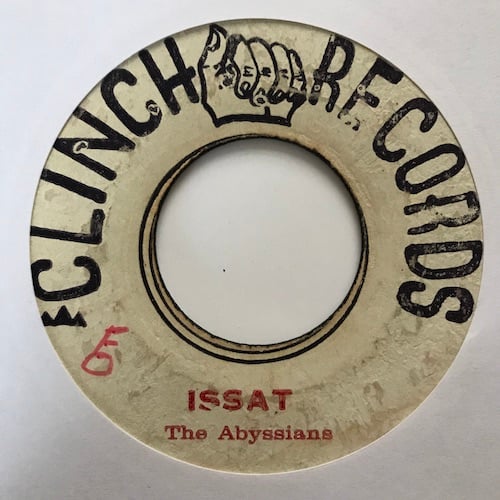 CLINCH RECORDS
ISSAT
The Abyssians